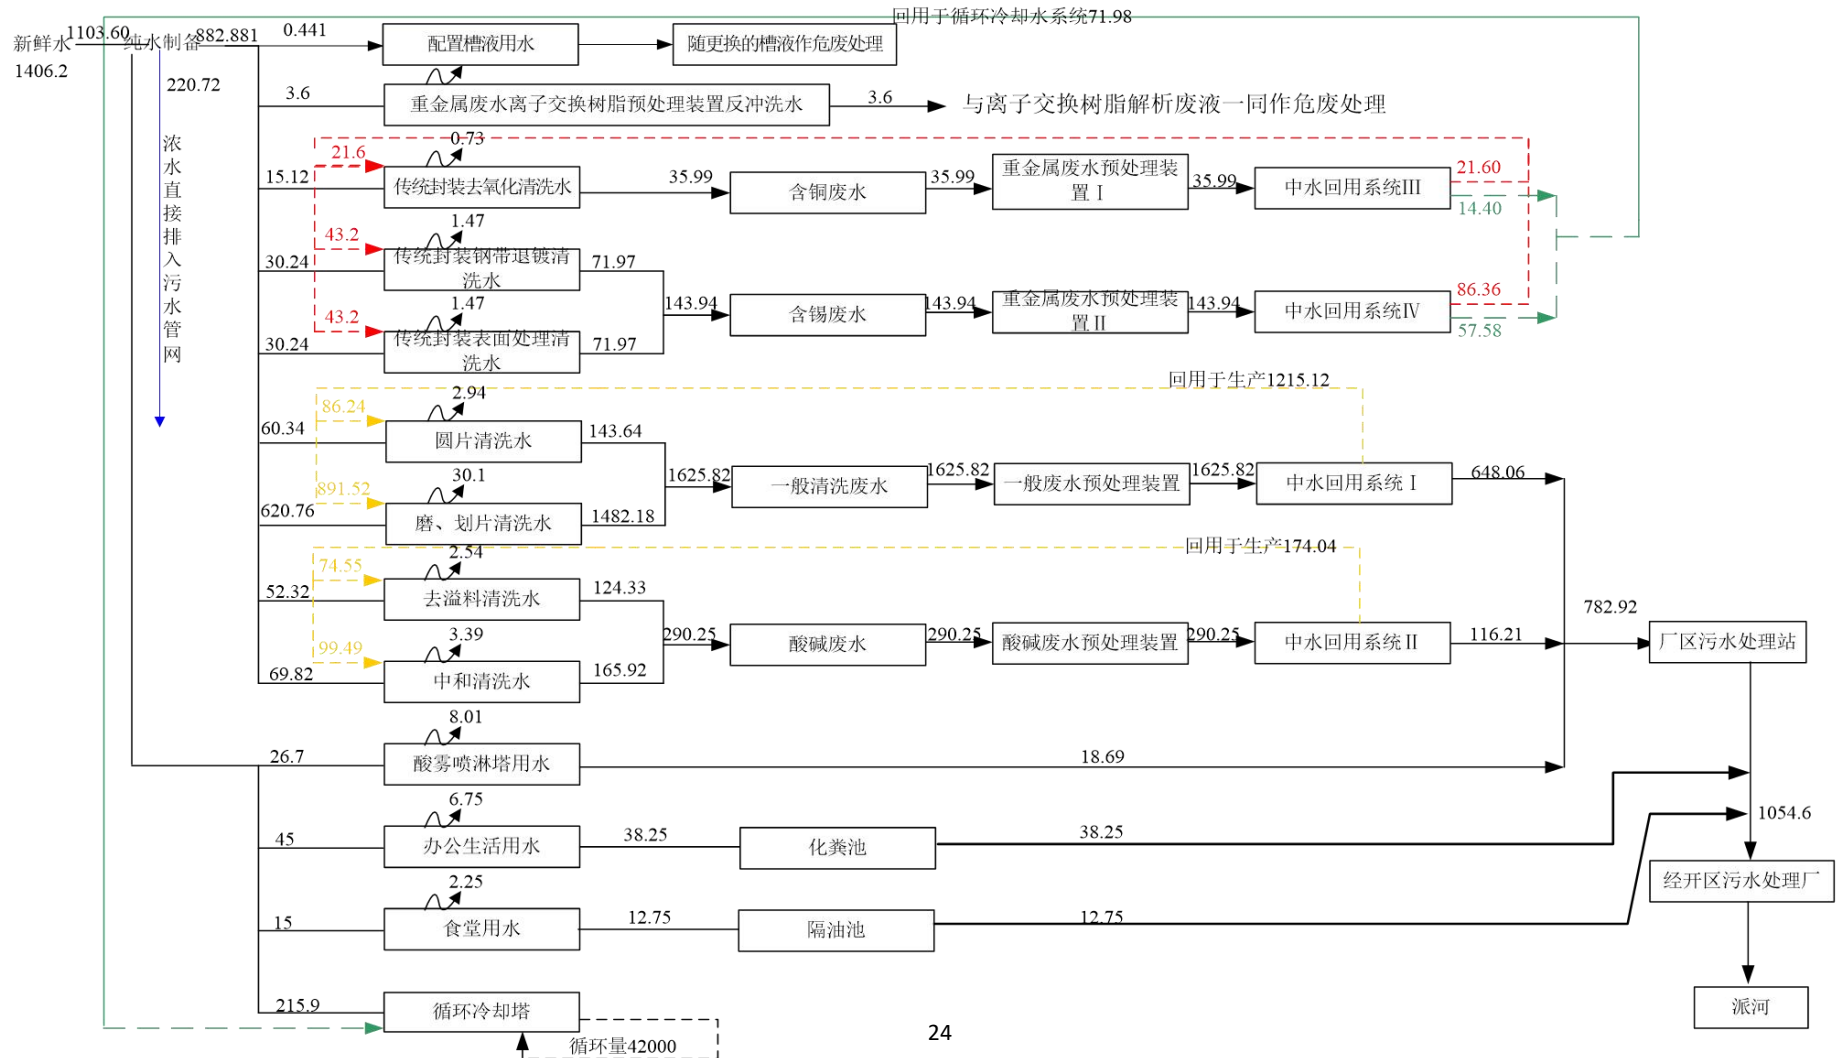 回用于循环冷却水系统71.98
新鲜水
1103.60
纯水制备
882.881
1406.2
220.72
浓水直接排入污水管网
0.441
配置槽液用水
随更换的槽液作危废处理
3.6
重金属废水离子交换树脂预处理装置反冲洗水
3.6
与离子交换树脂解析废液一同作危废处理
21.6
0.73
15.12
传统封装去氧化清洗水
35.99
含铜废水
35.99
重金属废水预处理装
置Ⅰ
35.99
中水回用系统Ⅲ
21.60
14.40
43.2
1.47
30.24
传统封装钢带退镀清
洗水
71.97
143.94
含锡废水
143.94
重金属废水预处理装
置Ⅱ
143.94
中水回用系统Ⅳ
86.36
57.58
43.2
1.47
30.24
传统封装表面处理清
洗水
71.97
回用于生产1215.12
86.24
2.94
60.34
圆片清洗水
143.64
1625.82
一般清洗废水
1625.82
一般废水预处理装置
1625.82
中水回用系统Ⅰ
648.06
891.52
30.1
620.76
磨、划片清洗水
1482.18
回用于生产174.04
74.55
2.54
52.32
去溢料清洗水
124.33
290.25
酸碱废水
290.25
酸碱废水预处理装置
290.25
中水回用系统Ⅱ
116.21
782.92
厂区污水处理站
99.49
3.39
69.82
中和清洗水
165.92
8.01
26.7
酸雾喷淋塔用水
18.69
6.75
45
办公生活用水
38.25
化粪池
38.25
1054.6
经开区污水处理厂
2.25
15
食堂用水
12.75
隔油池
12.75
派河
215.9
循环冷却塔
循环量42000
24